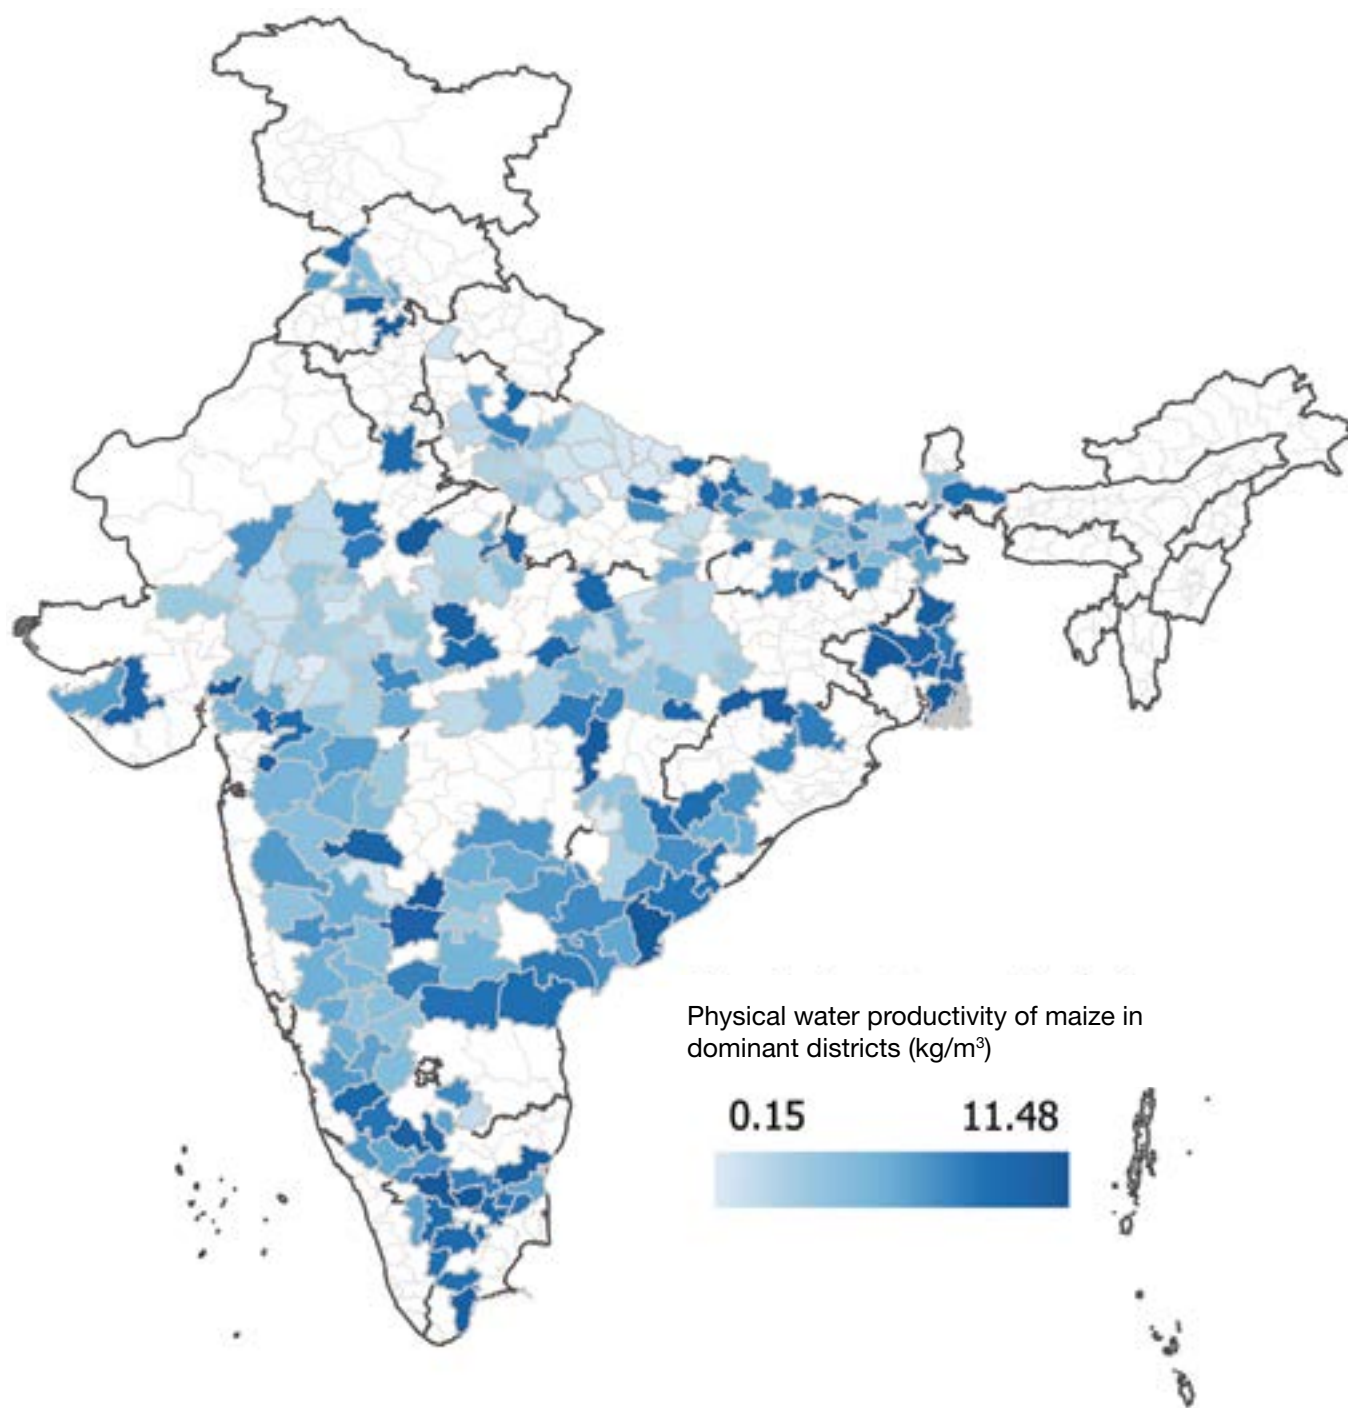 Physical water productivity of maize in
dominant districts (kg/m³)
0.15 11.48